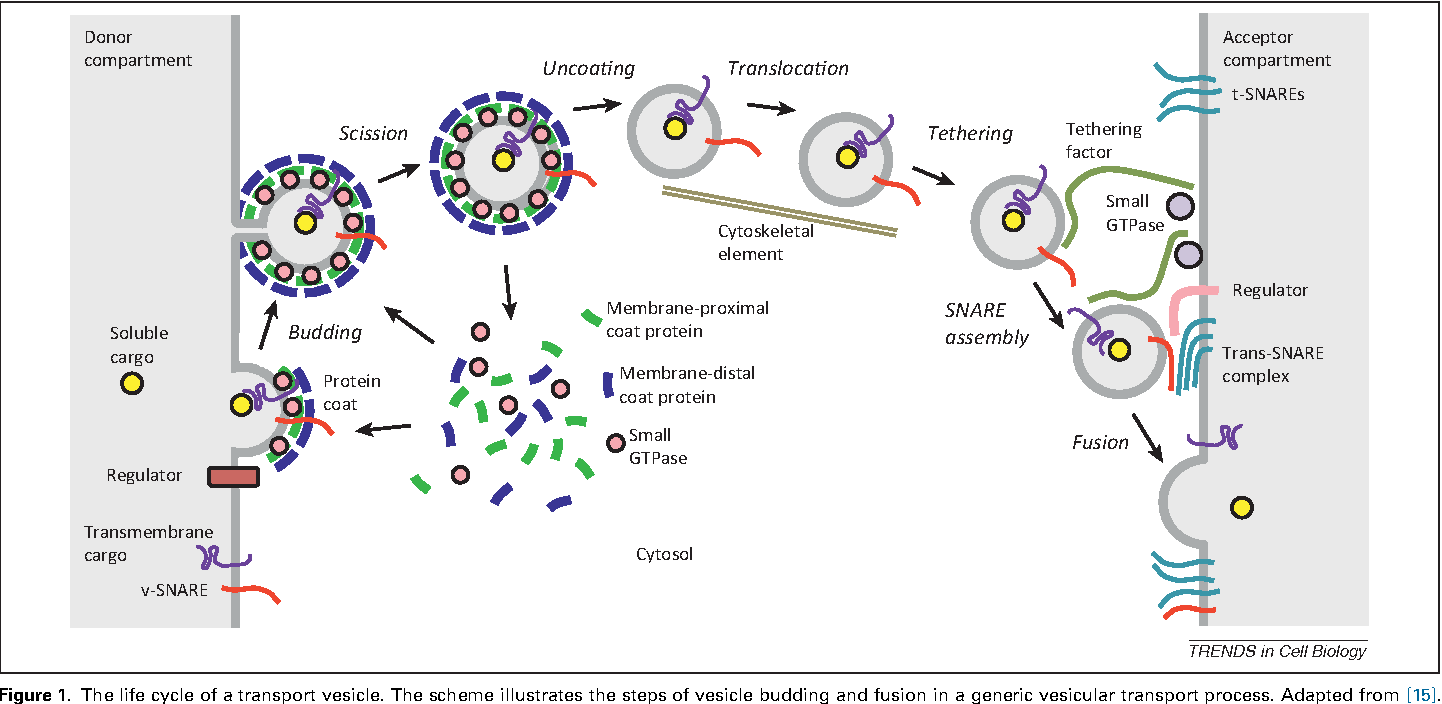 Donor
compartment
Uncoating
Translocation
Scission
Tethering
Tethering
factor
Acceptor
compartment
t-SNAREs
Small
GTPase
Cytoskeletal
element
Regulator
SNARE
assembly
Trans-SNARE
complex
Fusion
Soluble
cargo
Budding
Protein
coat
Membrane-proximal
coat protein
Membrane-distal
coat protein
Small
GTPase
Regulator
Transmembrane
cargo
v-SNARE
Cytosol
TRENDS in Cell Biology
Figure 1. The life cycle of a transport vesicle. The scheme illustrates the steps of vesicle budding and fusion in a generic vesicular transport process. Adapted from [15].